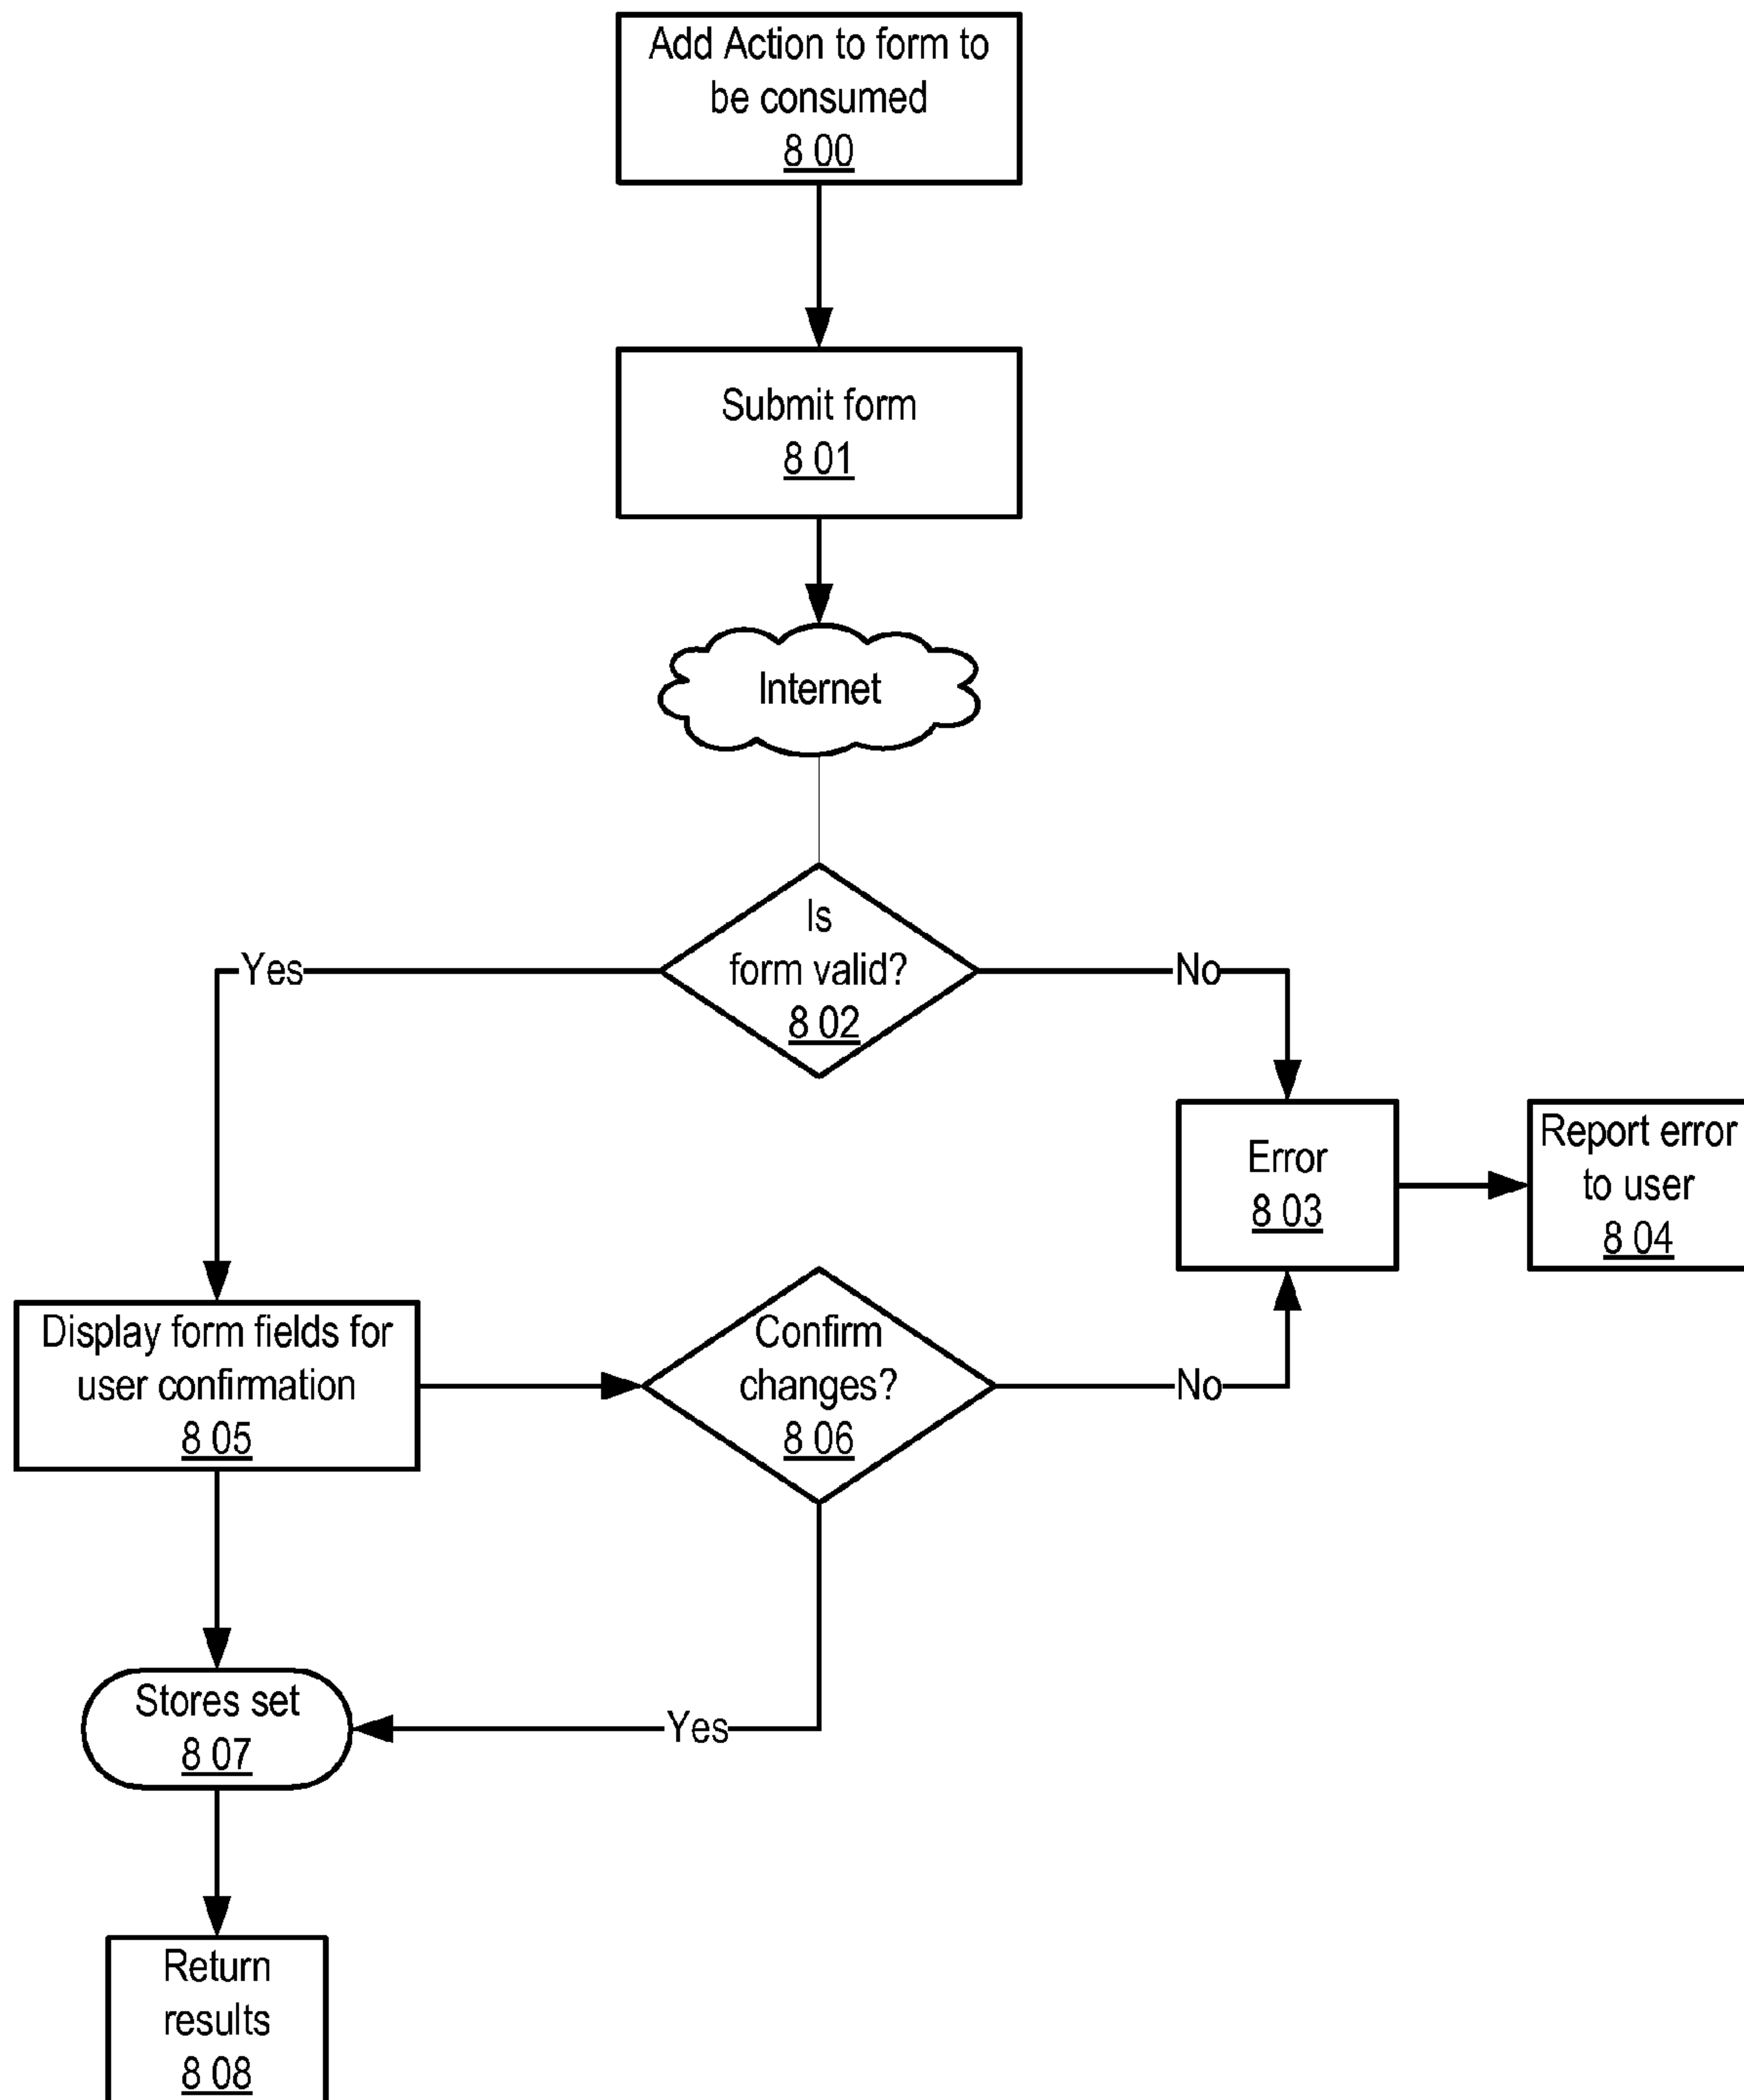 Add Action to form to
be consumed
8 00
Submit form
8 01
Internet
Is
form valid?
8 02
Yes
No
Error
8 03
Report error
to user
8 04
Display form fields for
user confirmation
8 05
Confirm
changes?
8 06
No
Stores set
8 07
Yes
Return
results
8 08